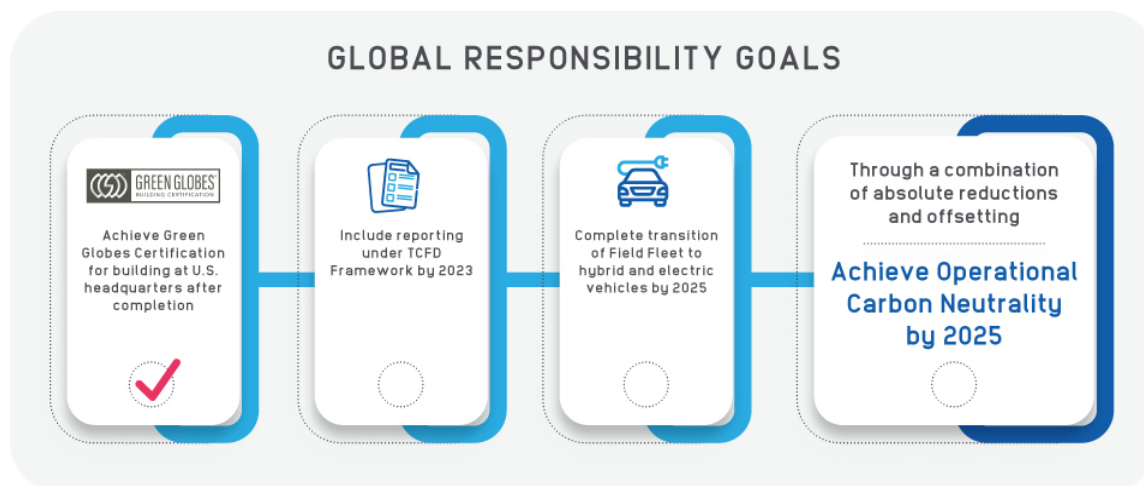 GLOBAL RESPONSIBILITY GOALS
GREEN GLOBES®
BUILDING CERTIFICATION
Achieve Green
Globes Certification
for building at U.S.
headquarters after
completion
Include reporting
under TCFD
Framework by 2023
Complete transition
of Field Fleet to
hybrid and electric
vehicles by 2025
Through a combination
of absolute reductions
and offsetting
Achieve Operational
Carbon Neutrality
by 2025